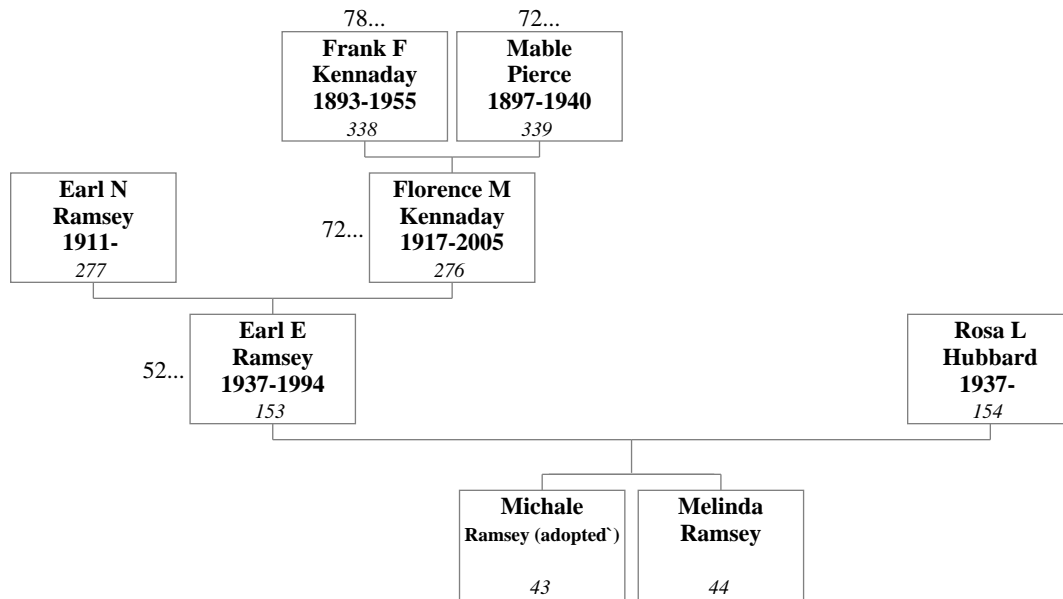 78...
Frank F
Kennaday
1893-1955
338
72...
Mable
Pierce
1897-1940
339
Earl N
Ramsey
1911-
277
72...
Florence M
Kennaday
1917-2005
276
52...
Earl E
Ramsey
1937-1994
153
Rosa L
Hubbard
1937-
154
Michale
Ramsey (adopted`)
43
Melinda
Ramsey
44